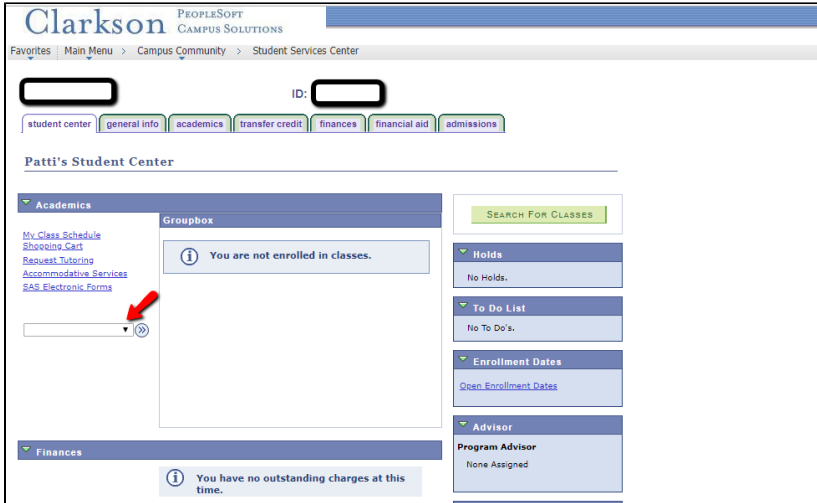 Clarkson PEOPLESOFT CAMPUS SOLUTIONS
Favorites Main Menu > Campus Community > Student Services Center
ID:
student center general info academics transfer credit finances financial aid admissions
Patti's Student Center
Academics
My Class Schedule
Shopping Cart
Request Tutoring
Accommodative Services
SAS Electronic Forms
Groupbox
You are not enrolled in classes.
SEARCH FOR CLASSES
Holds
No Holds.
To Do List
No To Do's.
Enrollment Dates
Open Enrollment Dates
Advisor
Program Advisor
None Assigned
Finances
You have no outstanding charges at this
time.